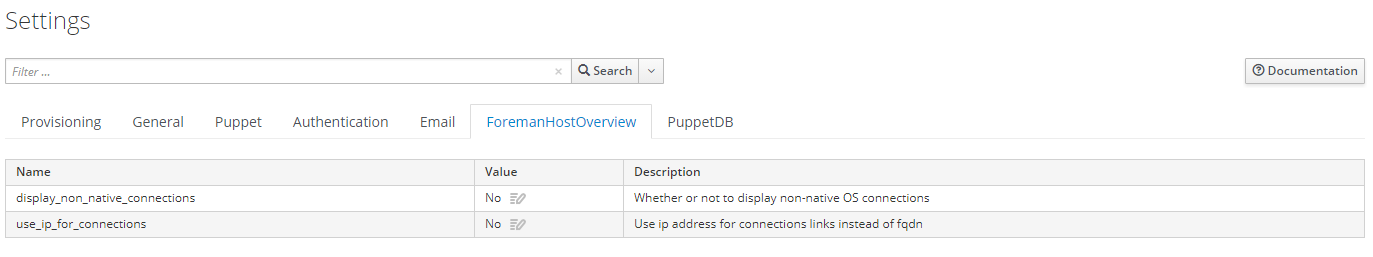 Settings
Filter ... × Search
Documentation
Provisioning General Puppet Authentication Email ForemanHostOverview PuppetDB
Name Value Description
display_non_native_connections No Whether or not to display non-native OS connections
use_ip_for_connections No Use ip address for connections links instead of fqdn